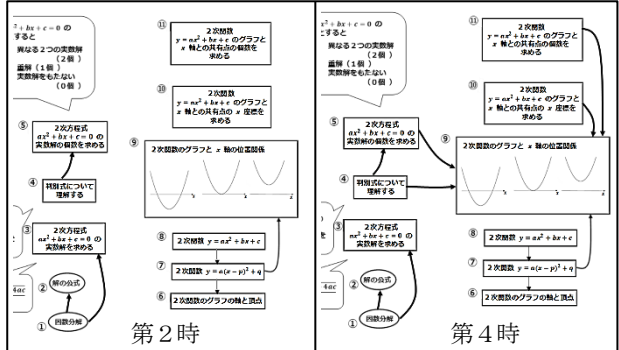 x² + bx + c = 0 の
すると
異なる2つの実数解
(2個)
重解(1個)
実数解をもたない
(0個)
⑤
2次方程式
ax² + bx + c = 0 の
実数解の個数を求める
④
判別式について
理解する
③
2次方程式
ax² + bx + c = 0 の
実数解を求める
4ac
②
解の公式
①
因数分解
⑪
2次関数
y = ax² + bx + c のグラフと
x 軸との共有点の個数を
求める
⑩
2次関数
y = ax² + bx + c のグラフと
x 軸との共有点の x 座標を
求める
⑨
2次関数のグラフと x 軸の位置関係
x
x
x
⑧
2次関数 y = ax² + bx + c
⑦
2次関数 y = a(x − p)² + q
⑥
2次関数のグラフの軸と頂点
第2時
x² + bx + c = 0 の
すると
異なる2つの実数解
(2個)
重解(1個)
実数解をもたない
(0個)
⑤
2次方程式
ax² + bx + c = 0 の
実数解の個数を求める
④
判別式について
理解する
の
③
2次方程式
ax² + bx + c = 0 の
実数解を求める
4ac
②
解の公式
①
因数分解
⑪
2次関数
y = ax² + bx + c のグラフと
x 軸との共有点の個数を
求める
⑩
2次関数
y = ax² + bx + c のグラフと
x 軸との共有点の x 座標を
求める
⑨
2次関数のグラフと x 軸の位置関係
x
x
x
⑧
2次関数 y = ax² + bx + c
⑦
2次関数 y = a(x − p)² + q
⑥
2次関数のグラフの軸と頂点
第4時